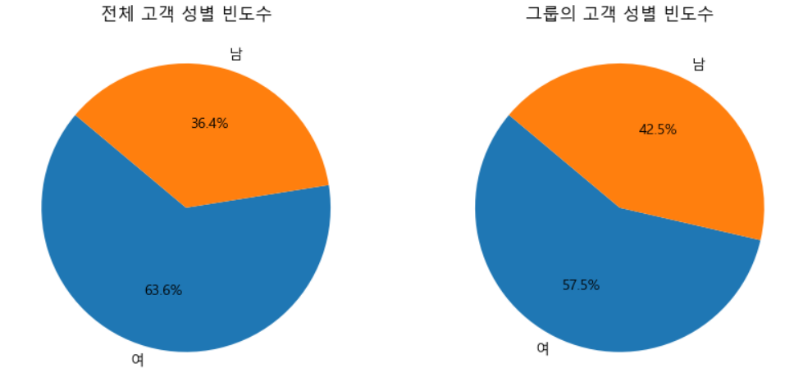 전체 고객 성별 빈도수
남
36.4%
63.6%
여
그룹의 고객 성별 빈도수
남
42.5%
57.5%
여